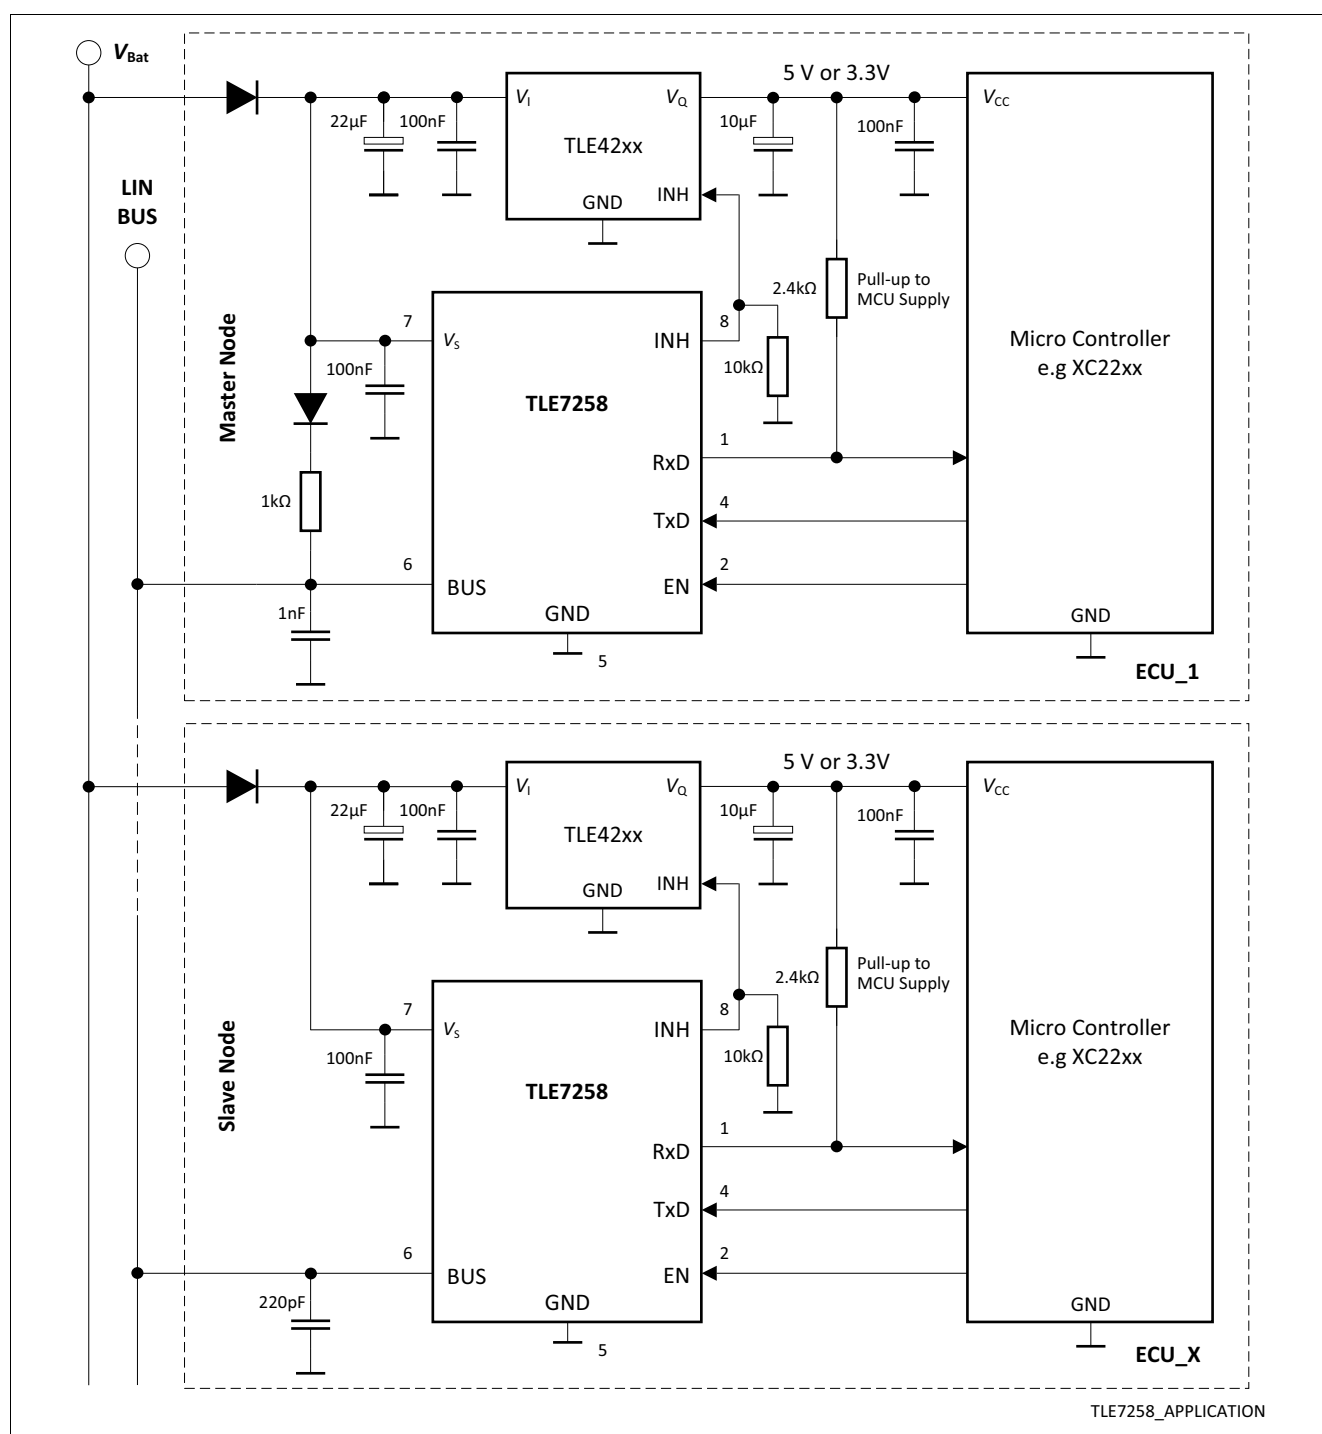 VBat
5 V or 3.3V
VI
VQ
VCC
22µF
100nF
10µF
100nF
TLE42xx
LIN
BUS
INH
GND
2.4kΩ
Pull-up to
MCU Supply
7
8
VS
INH
Micro Controller
e.g XC22xx
Master Node
100nF
10kΩ
TLE7258
1
RxD
1kΩ
4
TxD
6
2
BUS
EN
1nF
GND
GND
5
ECU_1
5 V or 3.3V
VI
VQ
VCC
22µF
100nF
10µF
100nF
TLE42xx
INH
GND
2.4kΩ
Pull-up to
MCU Supply
7
8
VS
INH
Micro Controller
e.g XC22xx
Slave Node
100nF
10kΩ
TLE7258
1
RxD
4
TxD
6
2
BUS
EN
220pF
GND
GND
5
ECU_X
TLE7258_APPLICATION